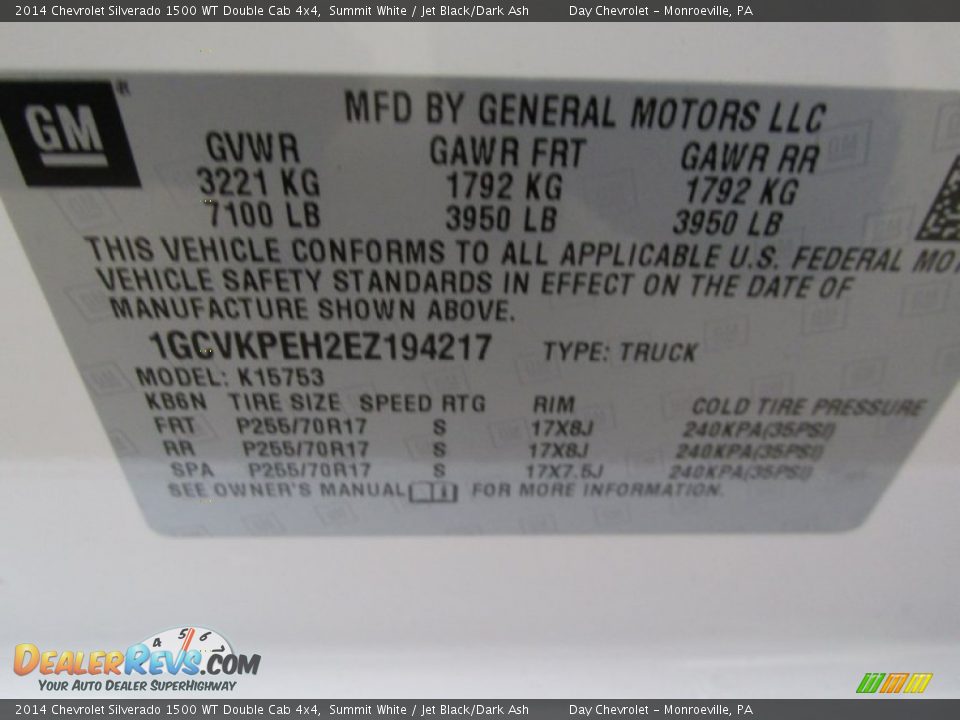 2014 Chevrolet Silverado 1500 WT Double Cab 4x4, Summit White / Jet Black/Dark Ash Day Chevrolet - Monroeville, PA
GM ®
MFD BY GENERAL MOTORS LLC
GVWR GAWR FRT GAWR RR
3221 KG 1792 KG 1792 KG
7100 LB 3950 LB 3950 LB
THIS VEHICLE CONFORMS TO ALL APPLICABLE U.S. FEDERAL MOT
VEHICLE SAFETY STANDARDS IN EFFECT ON THE DATE OF
MANUFACTURE SHOWN ABOVE.
1GCVKPEH2EZ194217 TYPE: TRUCK
MODEL: K15753
KB6N TIRE SIZE SPEED RTG RIM COLD TIRE PRESSURE
FRT P255/70R17 S 17X8J 240KPA(35PSI)
RR P255/70R17 S 17X8J 240KPA(35PSI)
SPA P255/70R17 S 17X7.5J 240KPA(35PSI)
SEE OWNER'S MANUAL FOR MORE INFORMATION.
4 5 6 7
DEALERREVS.COM
YOUR AUTO DEALER SUPERHIGHWAY
2014 Chevrolet Silverado 1500 WT Double Cab 4x4, Summit White / Jet Black/Dark Ash Day Chevrolet - Monroeville, PA